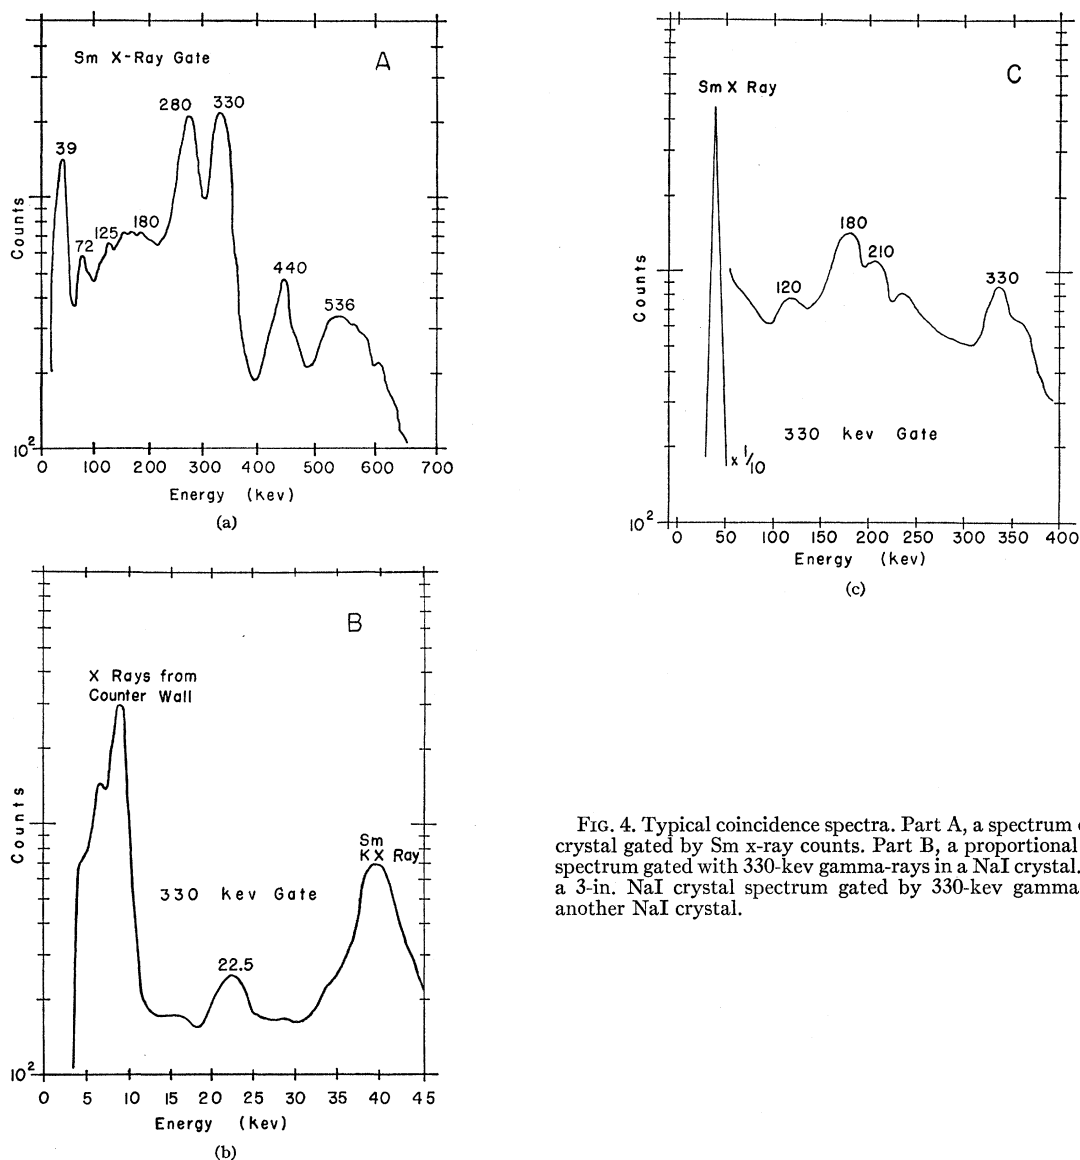 Sm X-Ray Gate
A
39
72
125
180
280
330
440
536
Counts
10²
0 100 200 300 400 500 600 700
Energy (kev)
(a)
C
Sm X Ray
120
180
210
330
330 kev Gate
x 1/10
Counts
10²
0 50 100 150 200 250 300 350 400
Energy (kev)
(c)
B
X Rays from
Counter Wall
Sm
K X Ray
330 kev Gate
22.5
Counts
10²
0 5 10 15 20 25 30 35 40 45
Energy (kev)
(b)
FIG. 4. Typical coincidence spectra. Part A, a spectrum
crystal gated by Sm x-ray counts. Part B, a proportional
spectrum gated with 330-kev gamma-rays in a NaI crystal.
a 3-in. NaI crystal spectrum gated by 330-kev gamma
another NaI crystal.